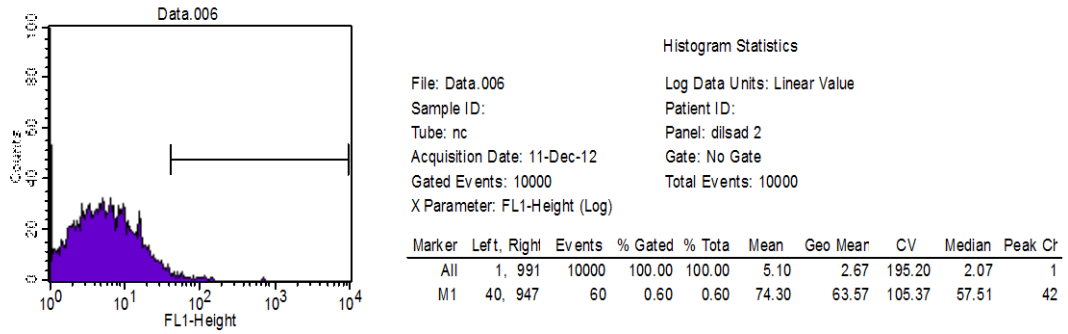 Data.006
100
80
60
40
20
0
Counts
10^0 10^1 10^2 10^3 10^4
FL1-Height
Histogram Statistics
File: Data.006 Log Data Units: Linear Value
Sample ID: Patient ID:
Tube: nc Panel: dilsad 2
Acquisition Date: 11-Dec-12 Gate: No Gate
Gated Events: 10000 Total Events: 10000
X Parameter: FL1-Height (Log)
Marker Left, Right Events % Gated % Tota Mean Geo Mean CV Median Peak Ch
All 1, 991 10000 100.00 100.00 5.10 2.67 195.20 2.07 1
M1 40, 947 60 0.60 0.60 74.30 63.57 105.37 57.51 42